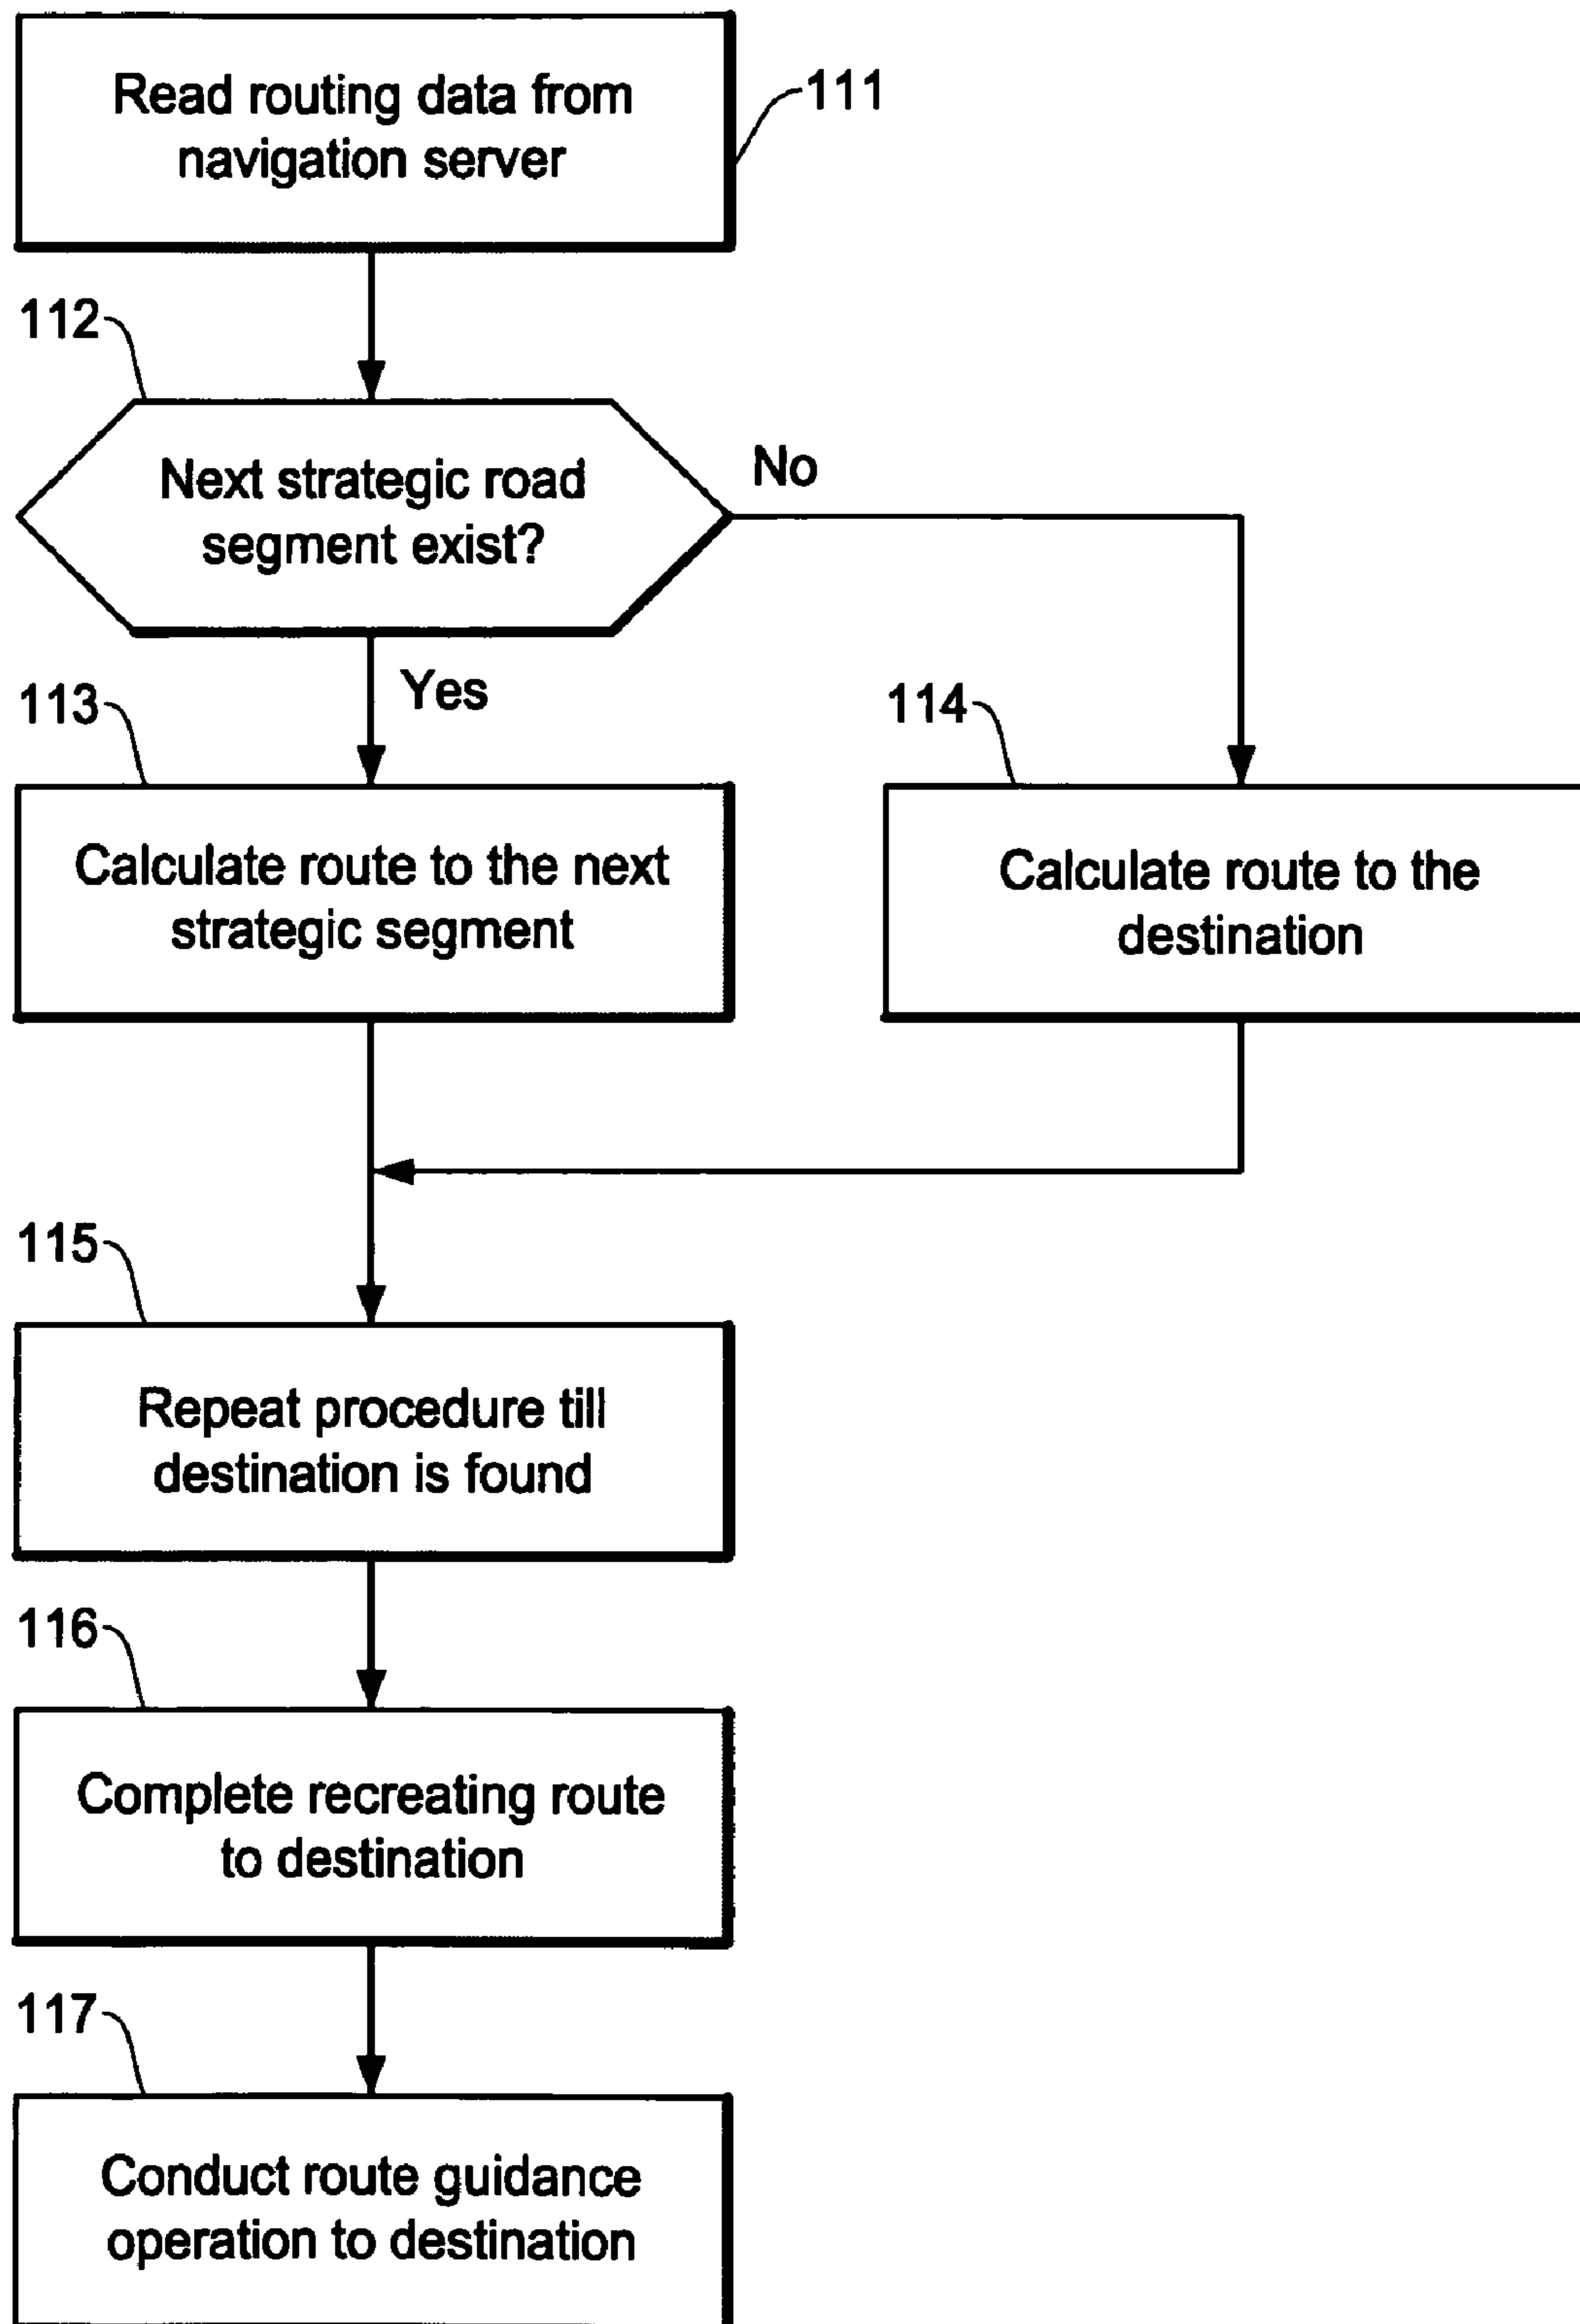 Read routing data from
navigation server
111
112
Next strategic road
segment exist?
No
Yes
113
Calculate route to the next
strategic segment
114
Calculate route to the
destination
115
Repeat procedure till
destination is found
116
Complete recreating route
to destination
117
Conduct route guidance
operation to destination